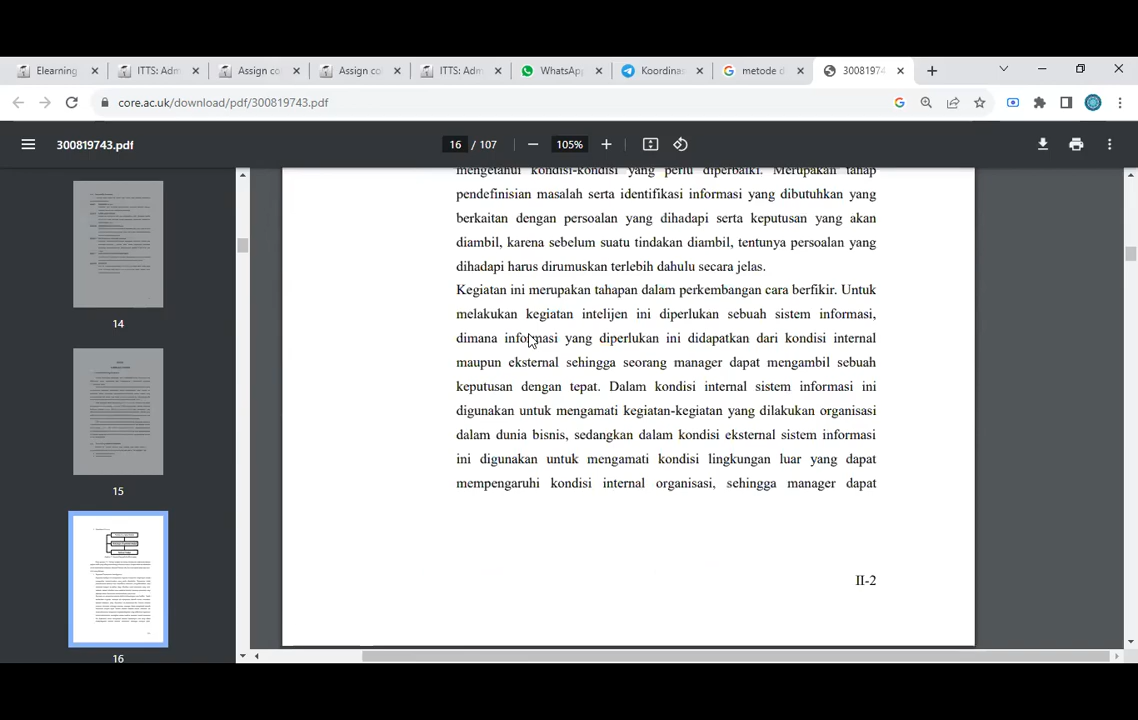 Elearning
ITTS: Adm
Assign co
Assign co
ITTS: Adm
WhatsApp
Koordinas
metode d
30081974
core.ac.uk/download/pdf/300819743.pdf
300819743.pdf
16 / 107
105%
mengetahui kondisi-kondisi yang perlu diperbaiki. Merupakan tahap
pendefinisian masalah serta identifikasi informasi yang dibutuhkan yang
berkaitan dengan persoalan yang dihadapi serta keputusan yang akan
diambil, karena sebelum suatu tindakan diambil, tentunya persoalan yang
dihadapi harus dirumuskan terlebih dahulu secara jelas.
Kegiatan ini merupakan tahapan dalam perkembangan cara berfikir. Untuk
melakukan kegiatan intelijen ini diperlukan sebuah sistem informasi,
dimana informasi yang diperlukan ini didapatkan dari kondisi internal
maupun eksternal sehingga seorang manager dapat mengambil sebuah
keputusan dengan tepat. Dalam kondisi internal sistem informasi ini
digunakan untuk mengamati kegiatan-kegiatan yang dilakukan organisasi
dalam dunia bisnis, sedangkan dalam kondisi eksternal sistem informasi
ini digunakan untuk mengamati kondisi lingkungan luar yang dapat
mempengaruhi kondisi internal organisasi, sehingga manager dapat
II-2
14
15
16